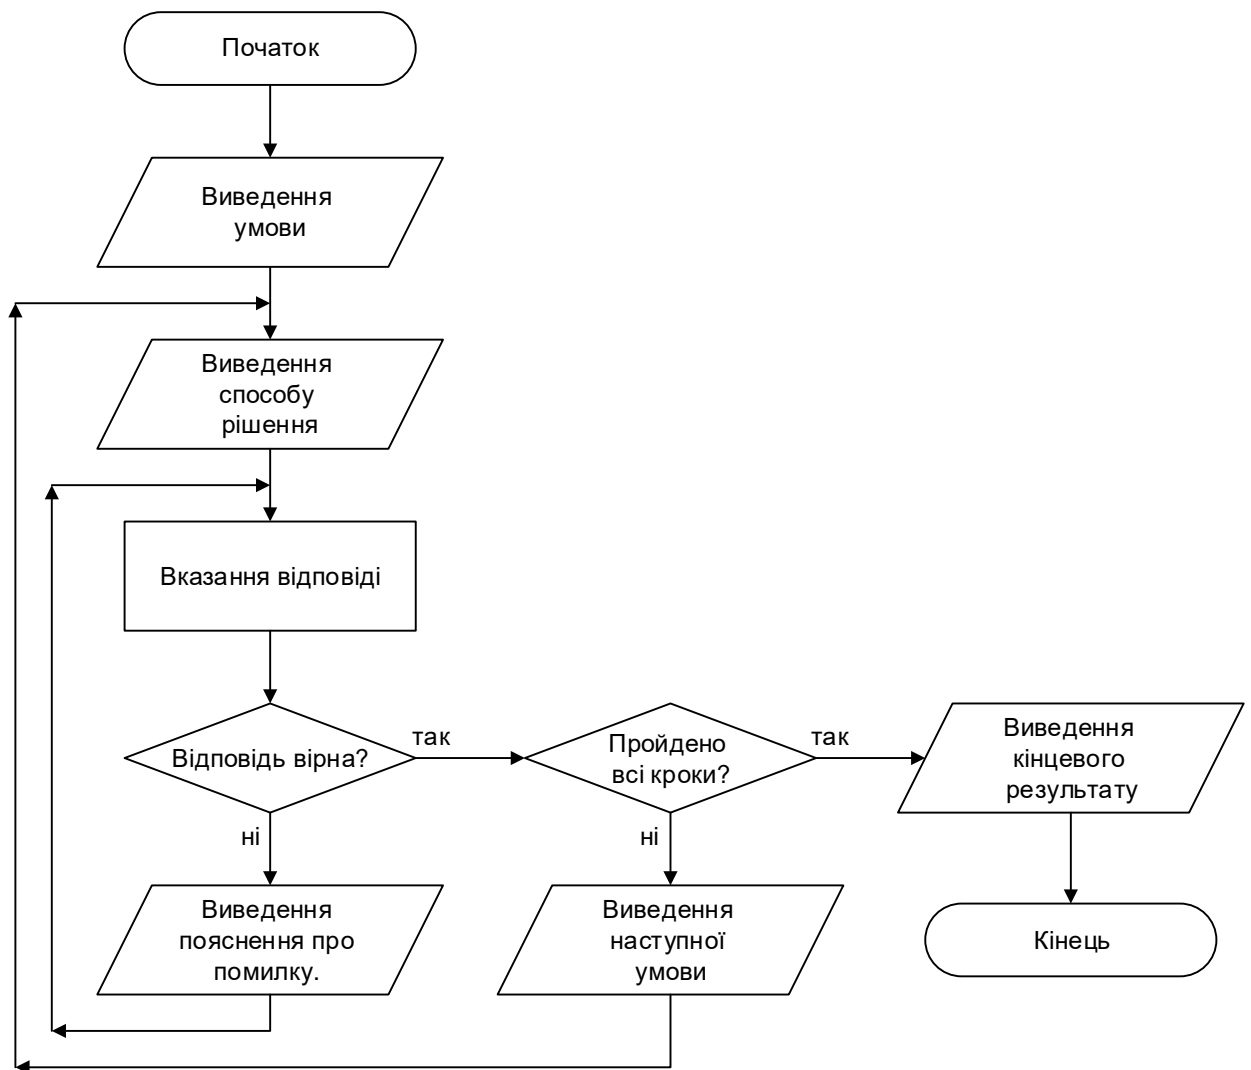 Початок
Виведення
умови
Виведення
способу
рішення
Вказання відповіді
Відповідь вірна?
так
Пройдено
всі кроки?
так
Виведення
кінцевого
результату
ні
ні
Виведення
пояснення про
помилку.
Виведення
наступної
умови
Кінець